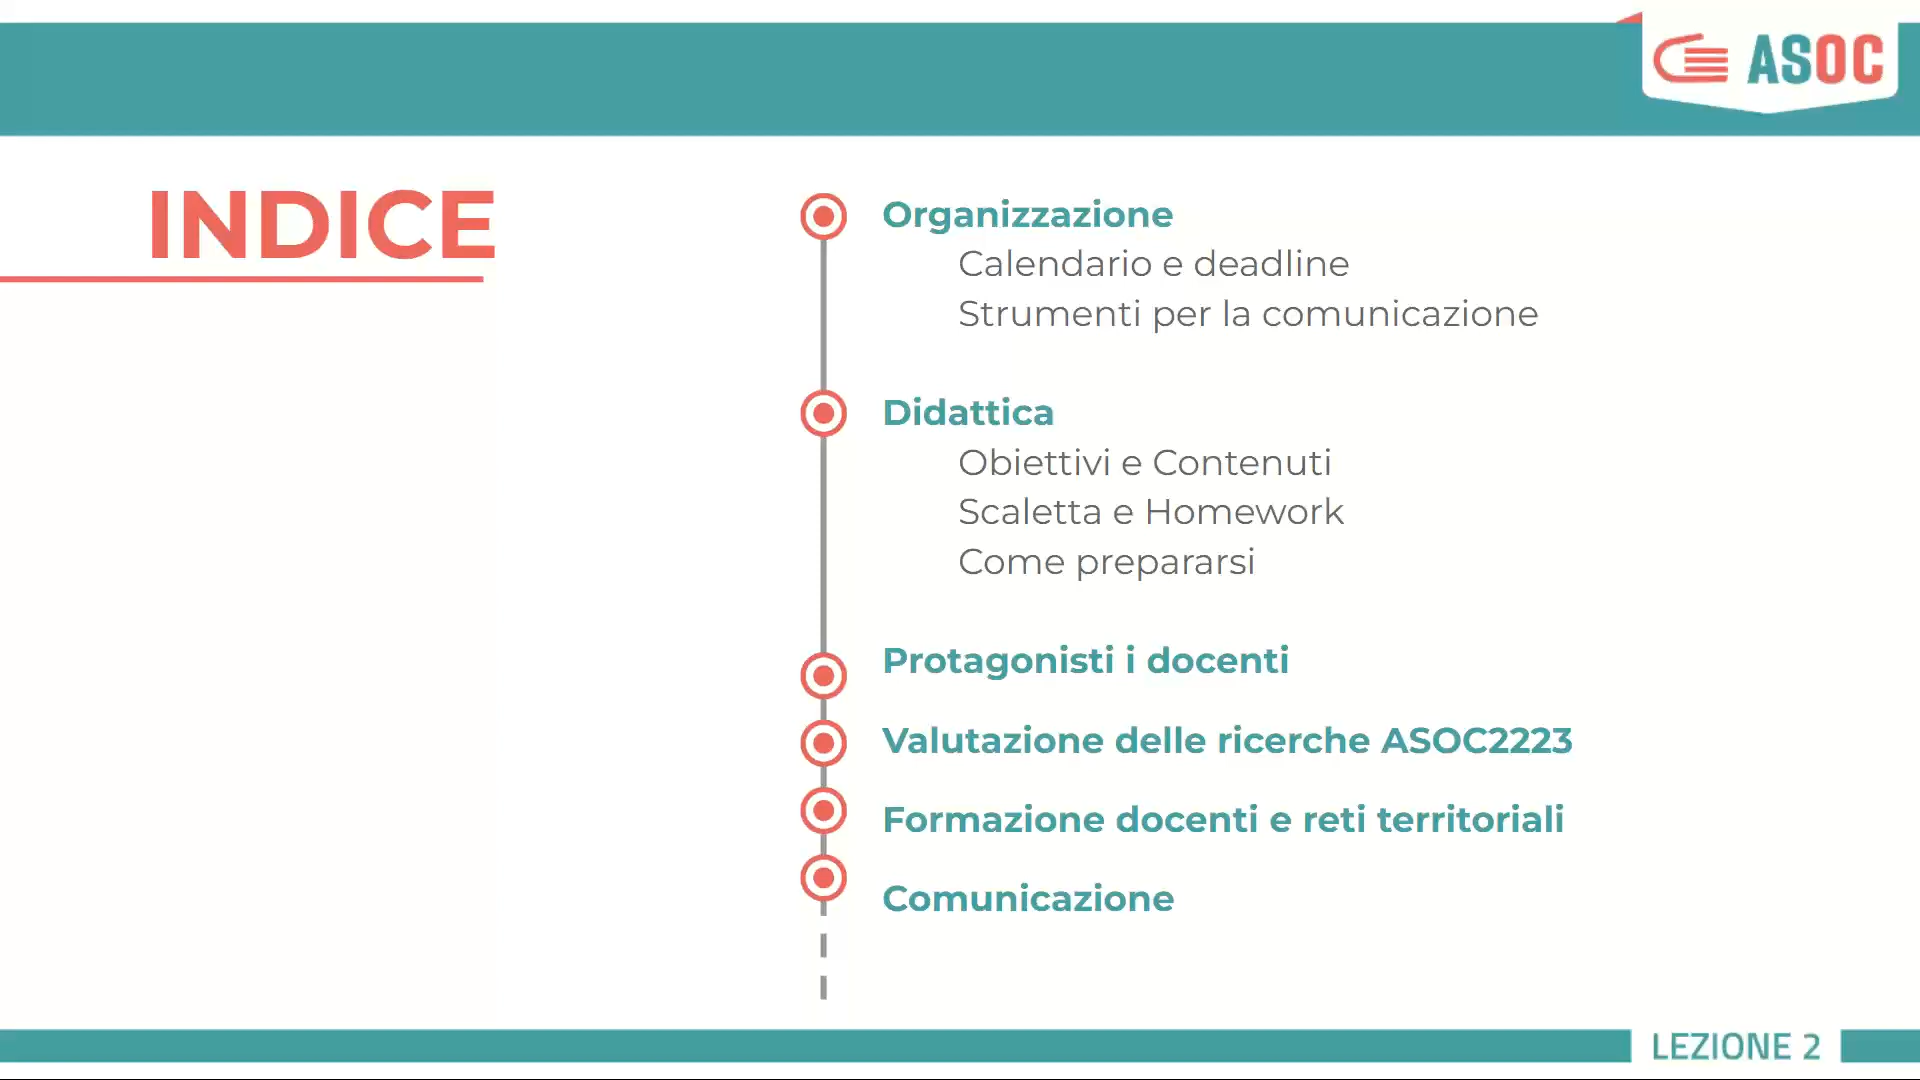 ASOC
INDICE
Organizzazione
Calendario e deadline
Strumenti per la comunicazione
Didattica
Obiettivi e Contenuti
Scaletta e Homework
Come prepararsi
Protagonisti i docenti
Valutazione delle ricerche ASOC2223
Formazione docenti e reti territoriali
Comunicazione
LEZIONE 2